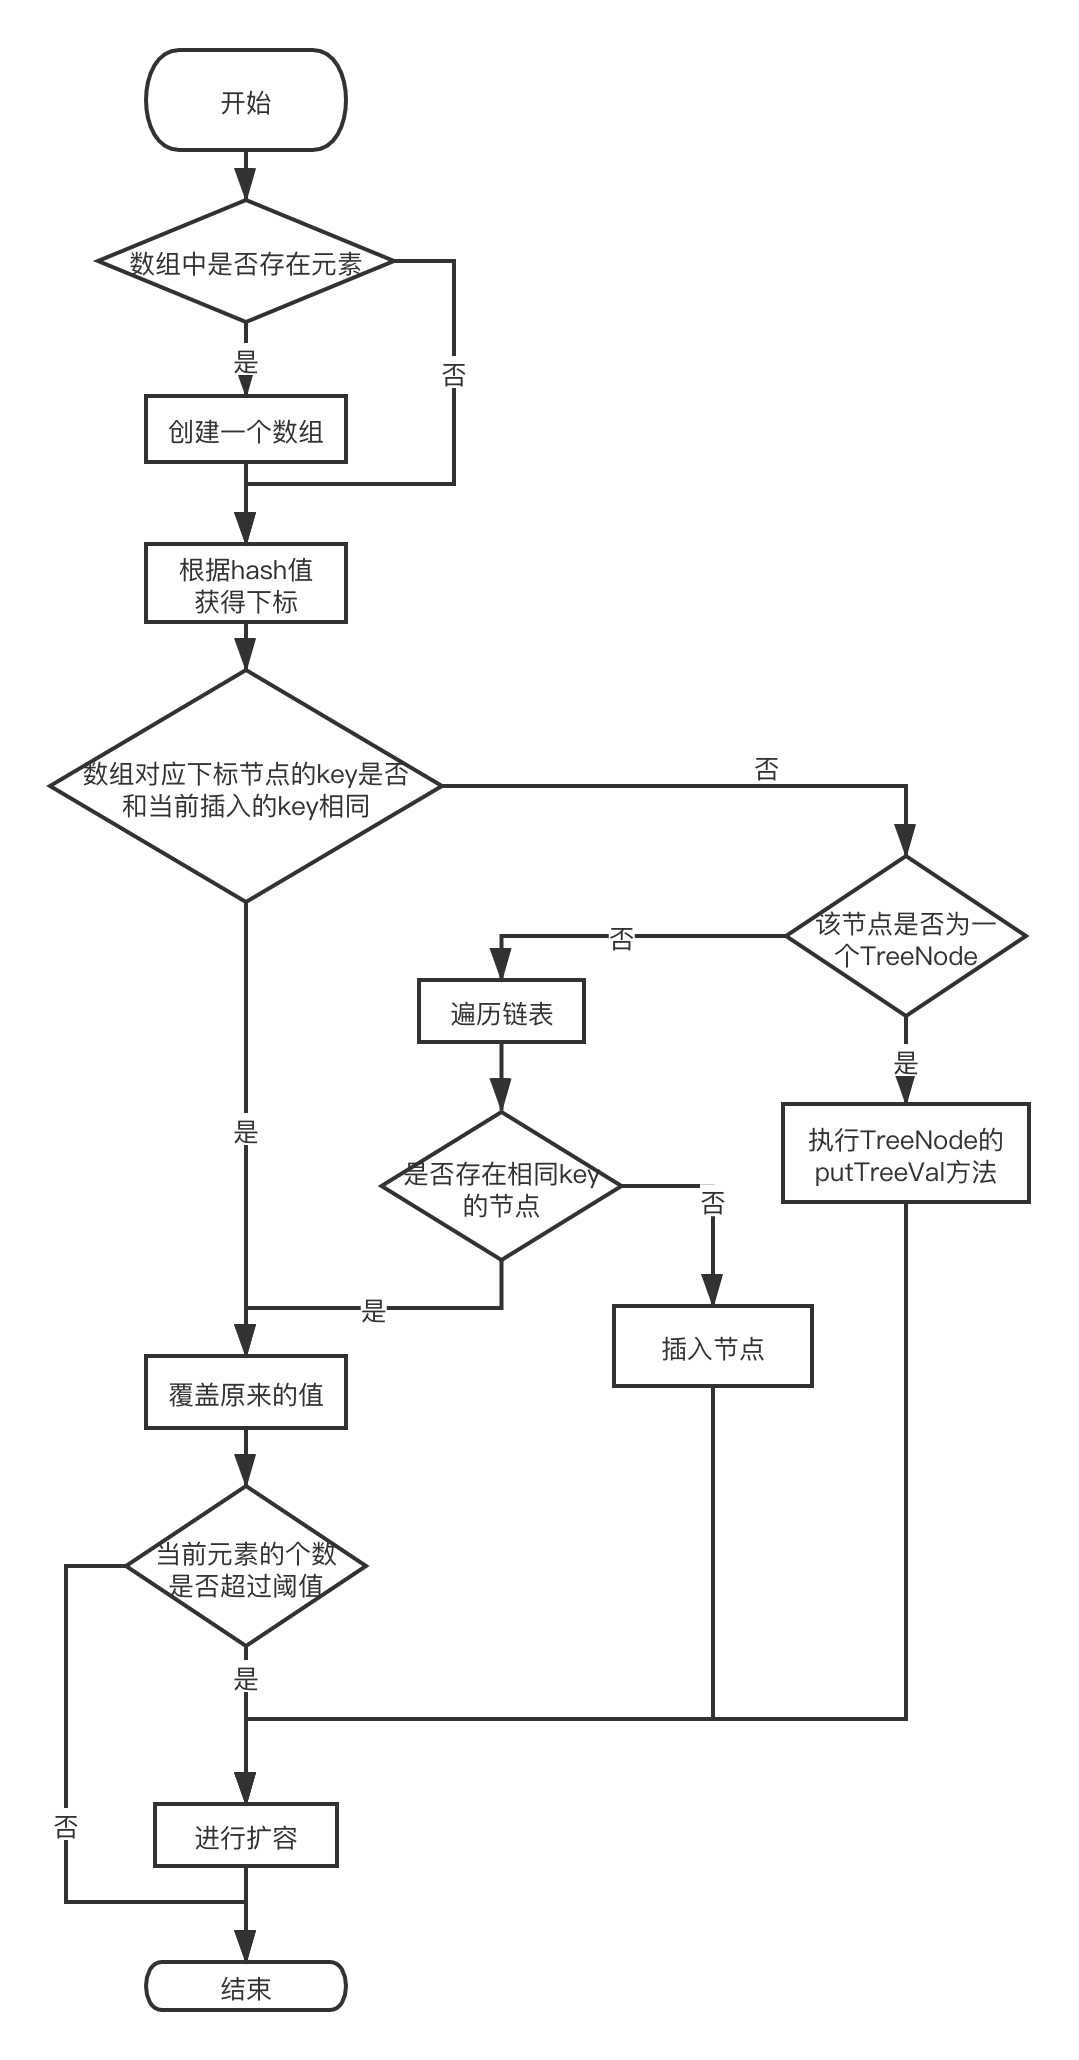 开始
数组中是否存在元素
是
否
创建一个数组
根据hash值
获得下标
数组对应下标节点的key是否
和当前插入的key相同
否
该节点是否为一
个TreeNode
否
遍历链表
是
执行TreeNode的
putTreeVal方法
是
是否存在相同key
的节点
否
是
插入节点
覆盖原来的值
当前元素的个数
是否超过阈值
是
否
进行扩容
结束